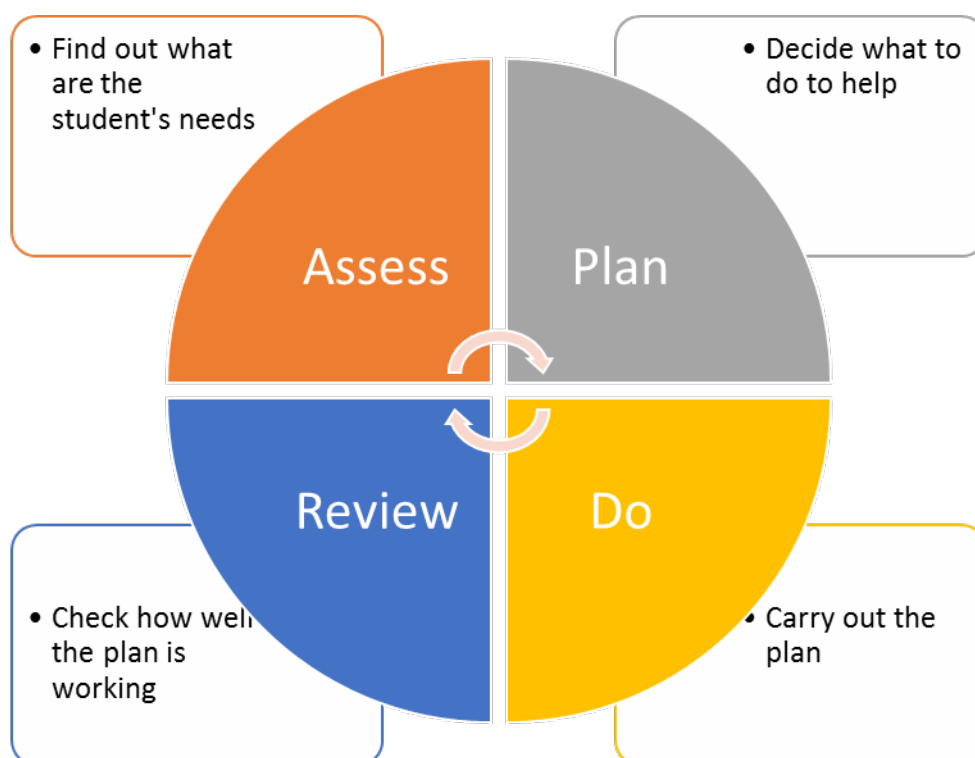 • Find out what
are the
student's needs
• Decide what to
do to help
Assess
Plan
Review
Do
• Check how well
the plan is
working
• Carry out the
plan